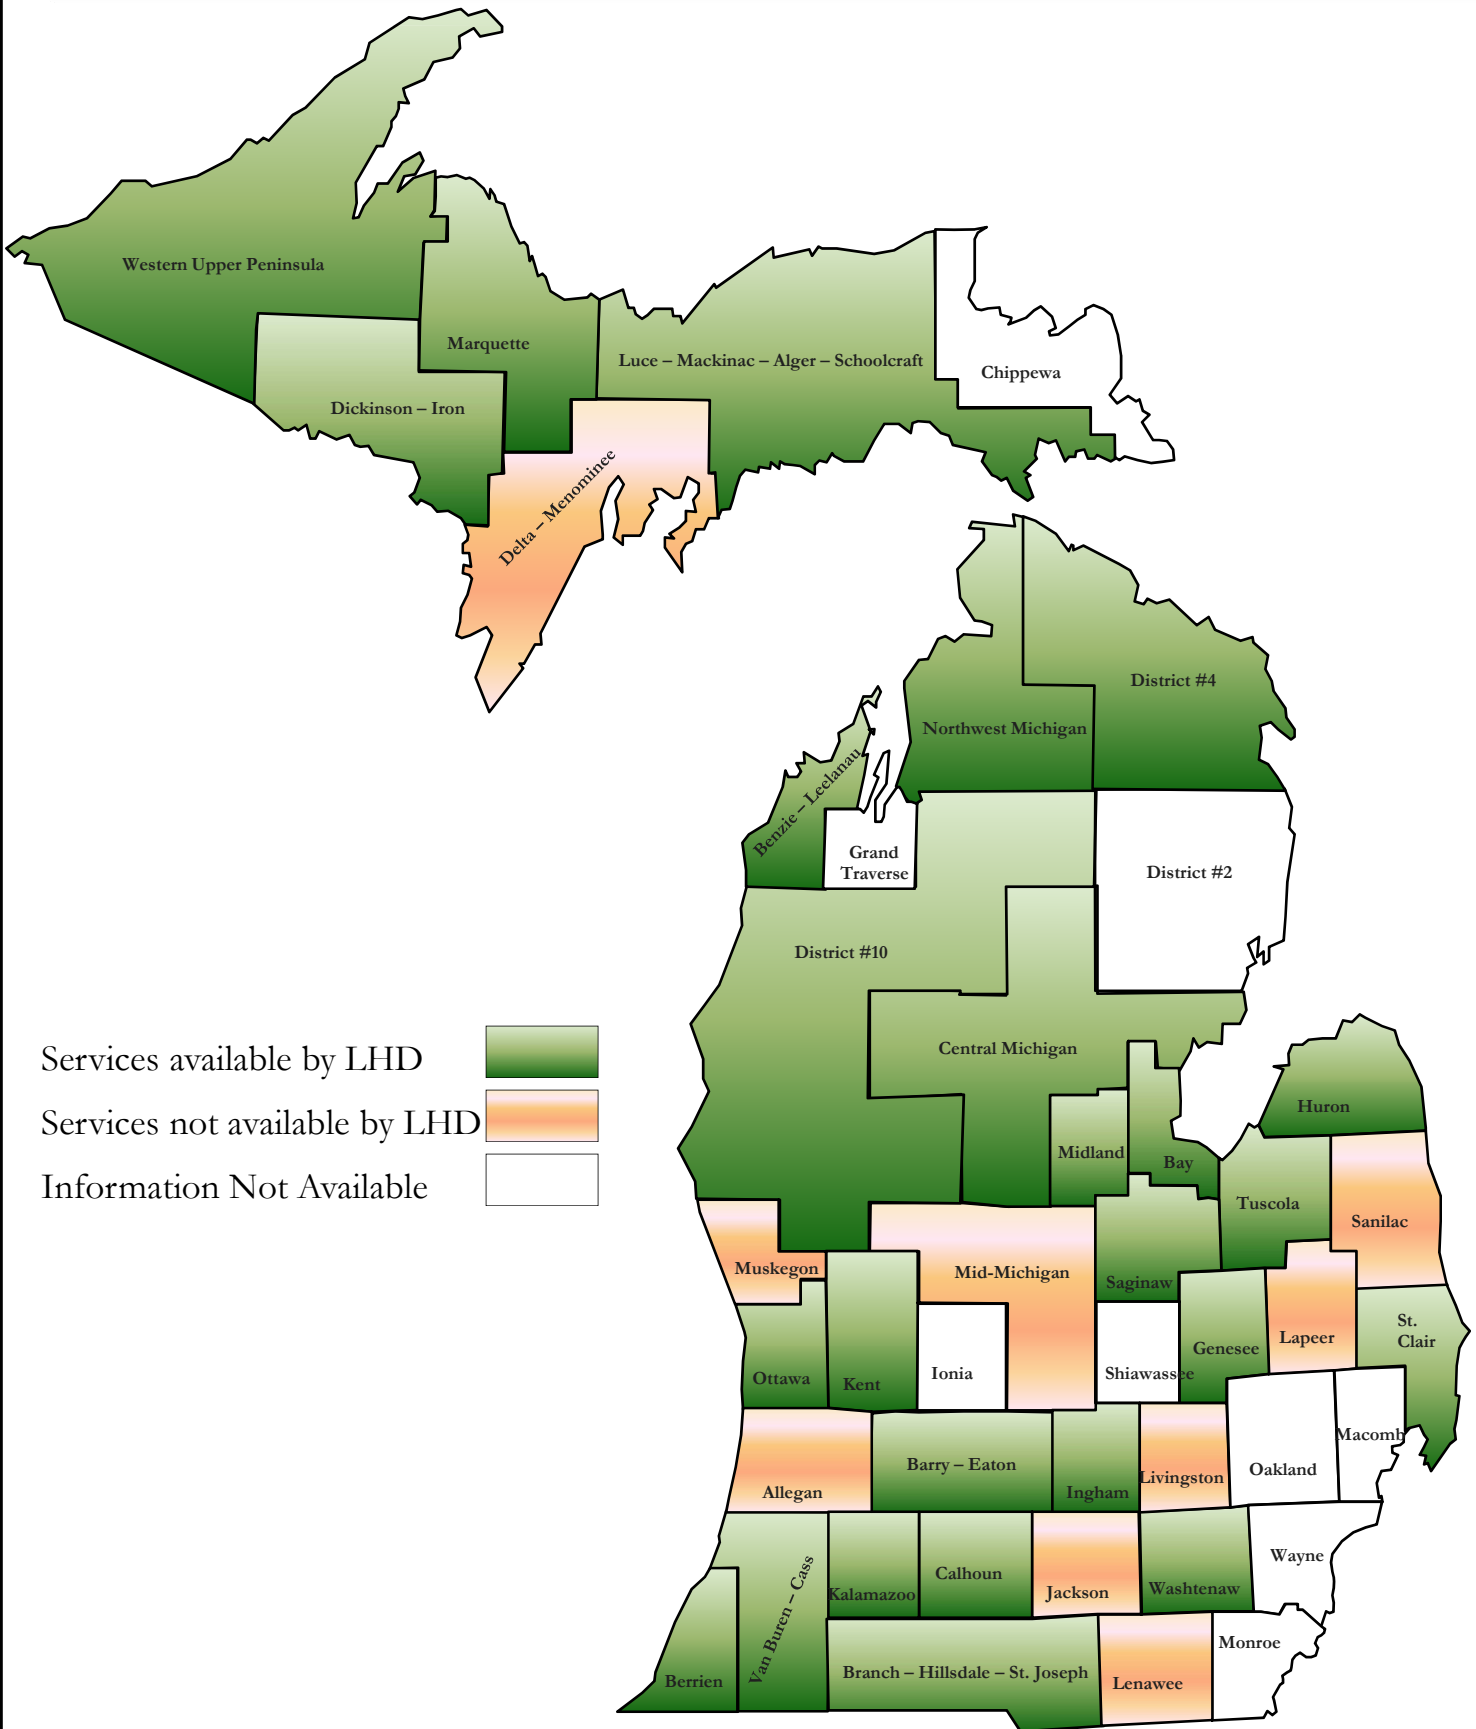 Western Upper Peninsula
Marquette
Luce – Mackinac – Alger – Schoolcraft
Chippewa
Dickinson – Iron
Delta – Menominee
District #4
Northwest Michigan
Benzie – Leelanau
Grand
Traverse
District #2
District #10
Central Michigan
Services available by LHD
Services not available by LHD
Information Not Available
Huron
Midland
Bay
Tuscola
Sanilac
Muskegon
Mid-Michigan
Saginaw
St.
Clair
Lapeer
Genesee
Ottawa
Kent
Ionia
Shiawassee
Macomb
Oakland
Barry – Eaton
Livingston
Allegan
Ingham
Wayne
Calhoun
Kalamazoo
Jackson
Washtenaw
Van Buren – Cass
Monroe
Berrien
Branch – Hillsdale – St. Joseph
Lenawee